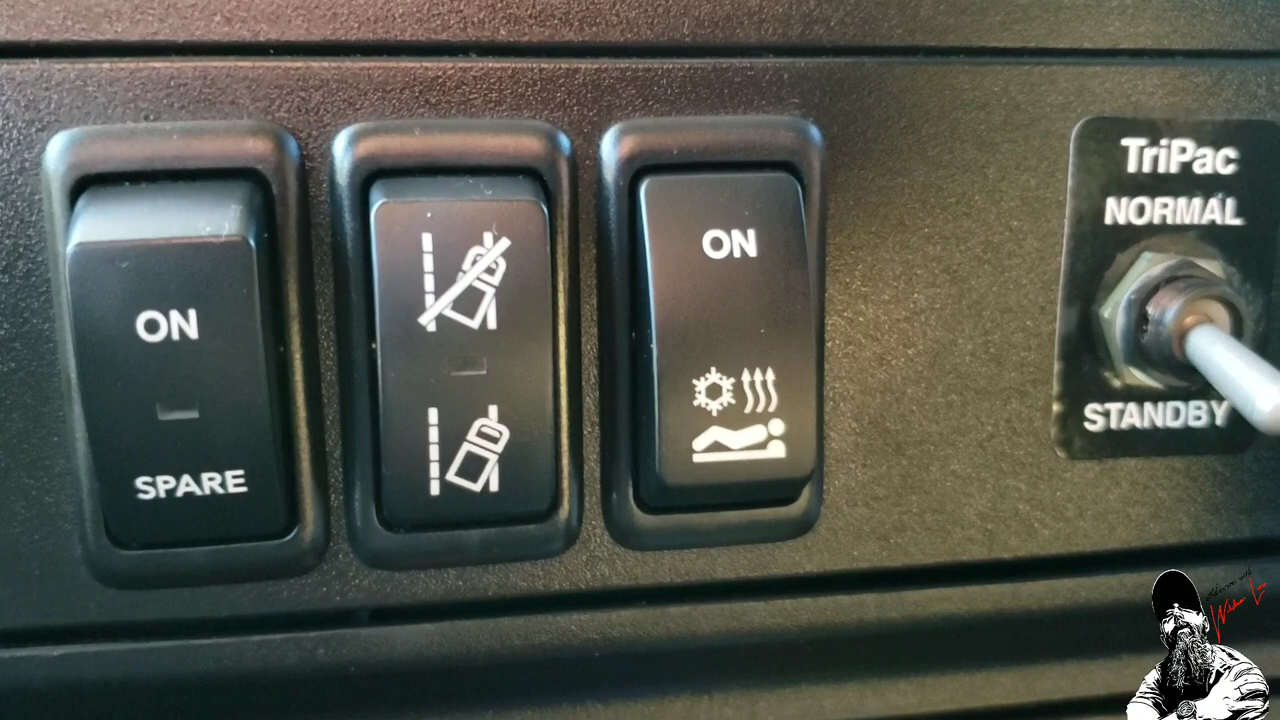 ON
SPARE
ON
TriPac
NORMAL
STANDBY